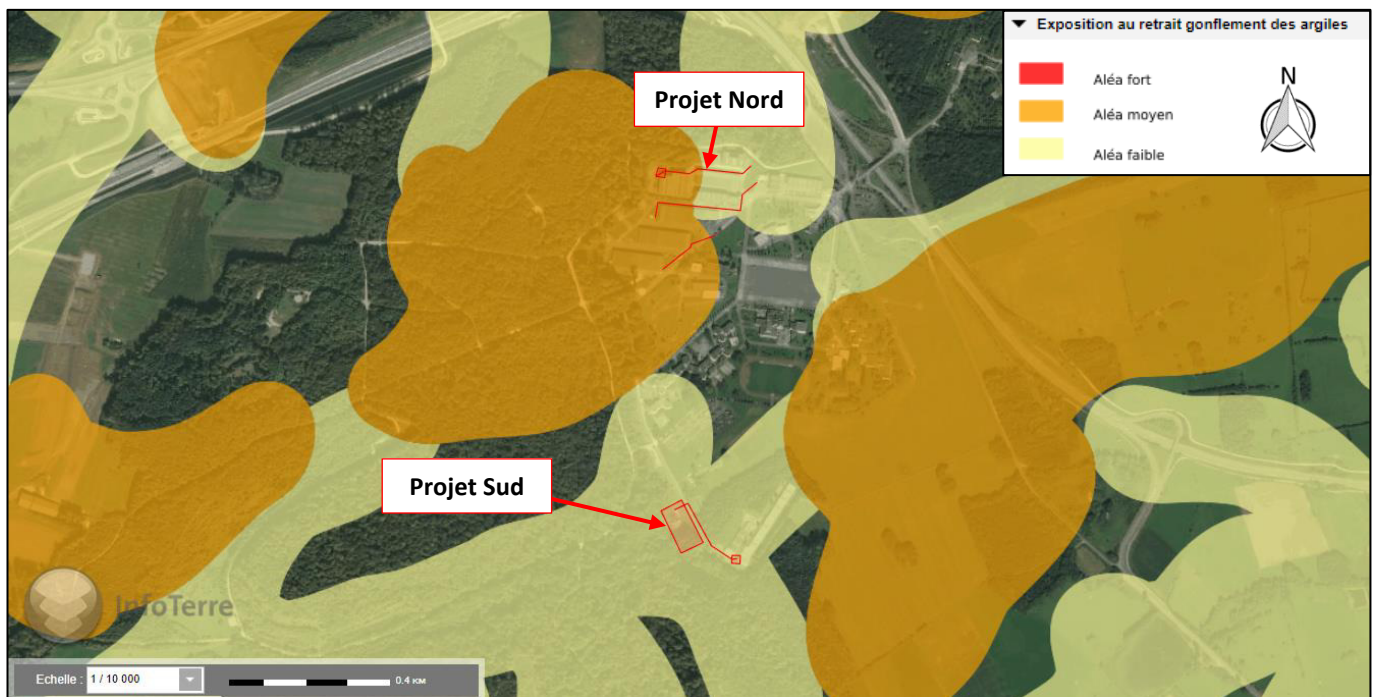 ▼ Exposition au retrait gonflement des argiles
Aléa fort
Aléa moyen
Aléa faible
N
Projet Nord
Projet Sud
InfoTerre
Echelle : 1 / 10 000
0.4 KM